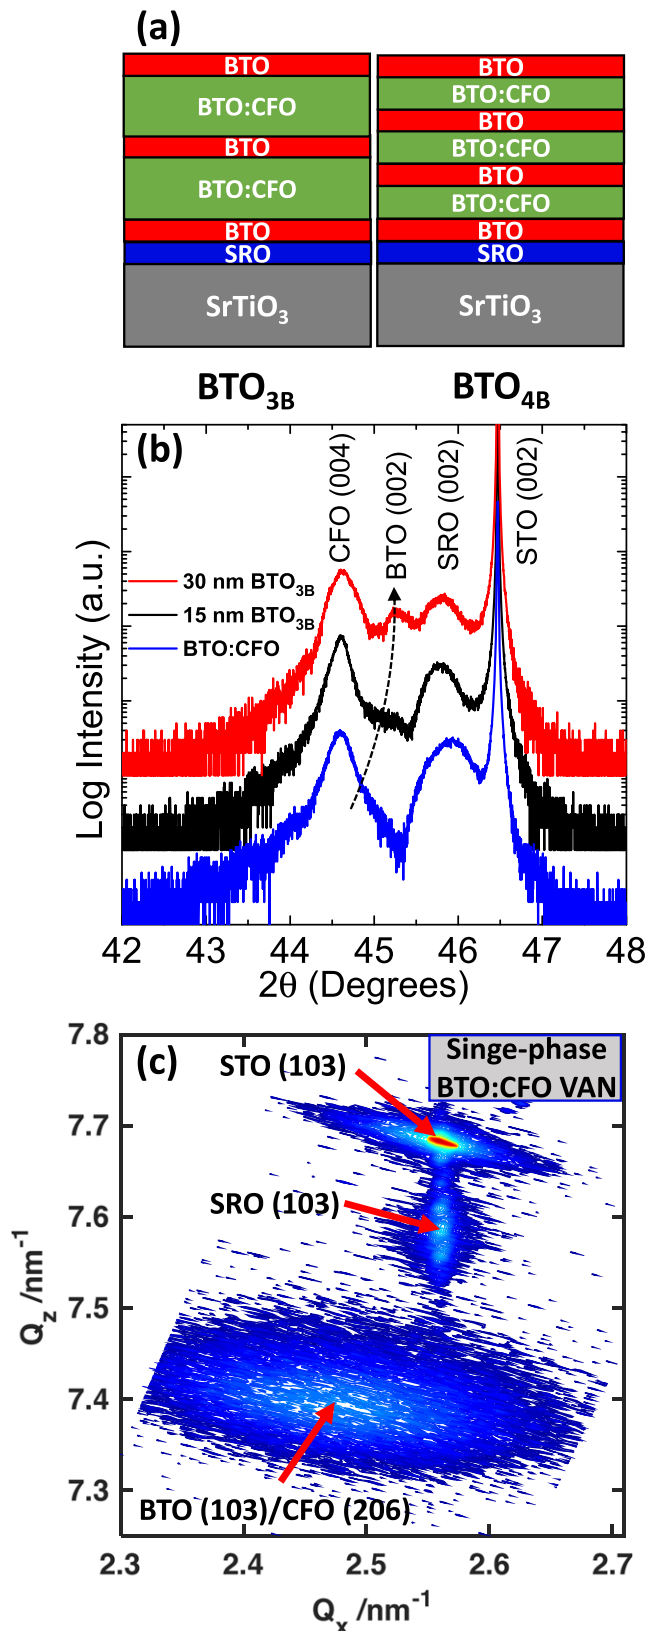 (a)
BTO
BTO:CFO
BTO
BTO:CFO
BTO
SRO
SrTiO₃
BTO
BTO:CFO
BTO
BTO:CFO
BTO
BTO:CFO
BTO
SRO
SrTiO₃
BTO₃B
BTO₄B
(b)
CFO (004)
BTO (002)
SRO (002)
STO (002)
30 nm BTO₃B
15 nm BTO₃B
BTO:CFO
Log Intensity (a.u.)
42 43 44 45 46 47 48
2θ (Degrees)
(c)
Singe-phase
BTO:CFO VAN
STO (103)
SRO (103)
BTO (103)/CFO (206)
7.8
7.7
7.6
7.5
7.4
7.3
Q_z /nm⁻¹
2.3 2.4 2.5 2.6 2.7
Qₓ /nm⁻¹